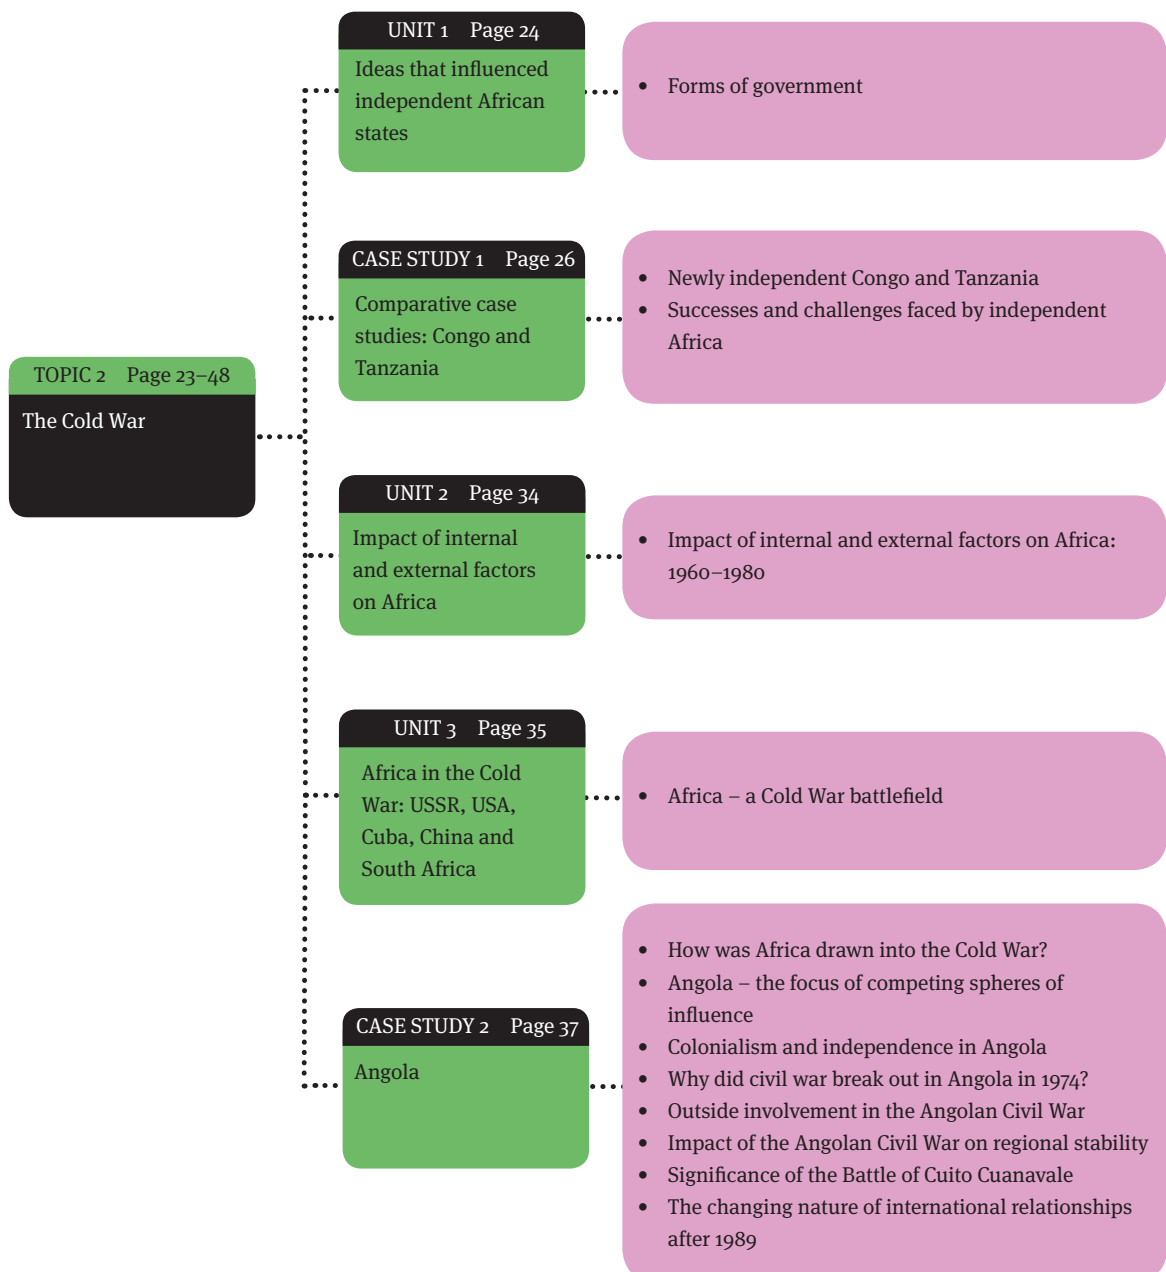 TOPIC 2 Page 23–48
The Cold War
UNIT 1 Page 24
Ideas that influenced
independent African
states
• Forms of government
CASE STUDY 1 Page 26
Comparative case
studies: Congo and
Tanzania
• Newly independent Congo and Tanzania
• Successes and challenges faced by independent
Africa
UNIT 2 Page 34
Impact of internal
and external factors
on Africa
• Impact of internal and external factors on Africa:
1960–1980
UNIT 3 Page 35
Africa in the Cold
War: USSR, USA,
Cuba, China and
South Africa
• Africa – a Cold War battlefield
CASE STUDY 2 Page 37
Angola
• How was Africa drawn into the Cold War?
• Angola – the focus of competing spheres of
influence
• Colonialism and independence in Angola
• Why did civil war break out in Angola in 1974?
• Outside involvement in the Angolan Civil War
• Impact of the Angolan Civil War on regional stability
• Significance of the Battle of Cuito Cuanavale
• The changing nature of international relationships
after 1989